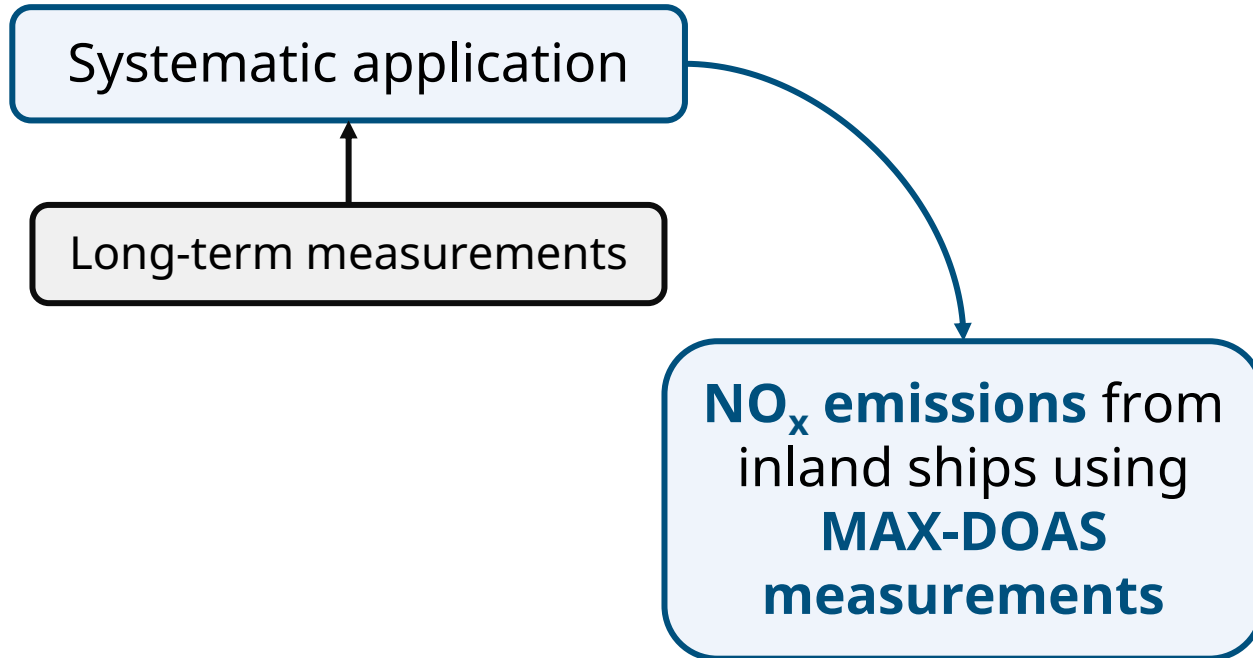 Systematic application
Long-term measurements
NOₓ emissions from
inland ships using
MAX-DOAS
measurements